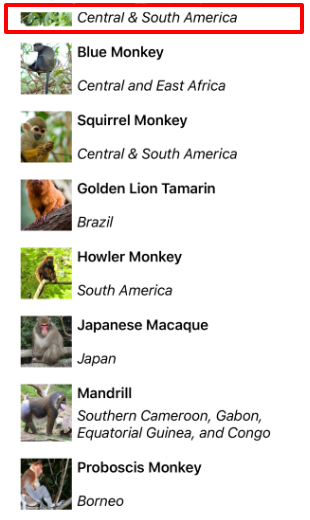 Central & South America
Blue Monkey
Central and East Africa
Squirrel Monkey
Central & South America
Golden Lion Tamarin
Brazil
Howler Monkey
South America
Japanese Macaque
Japan
Mandrill
Southern Cameroon, Gabon,
Equatorial Guinea, and Congo
Proboscis Monkey
Borneo